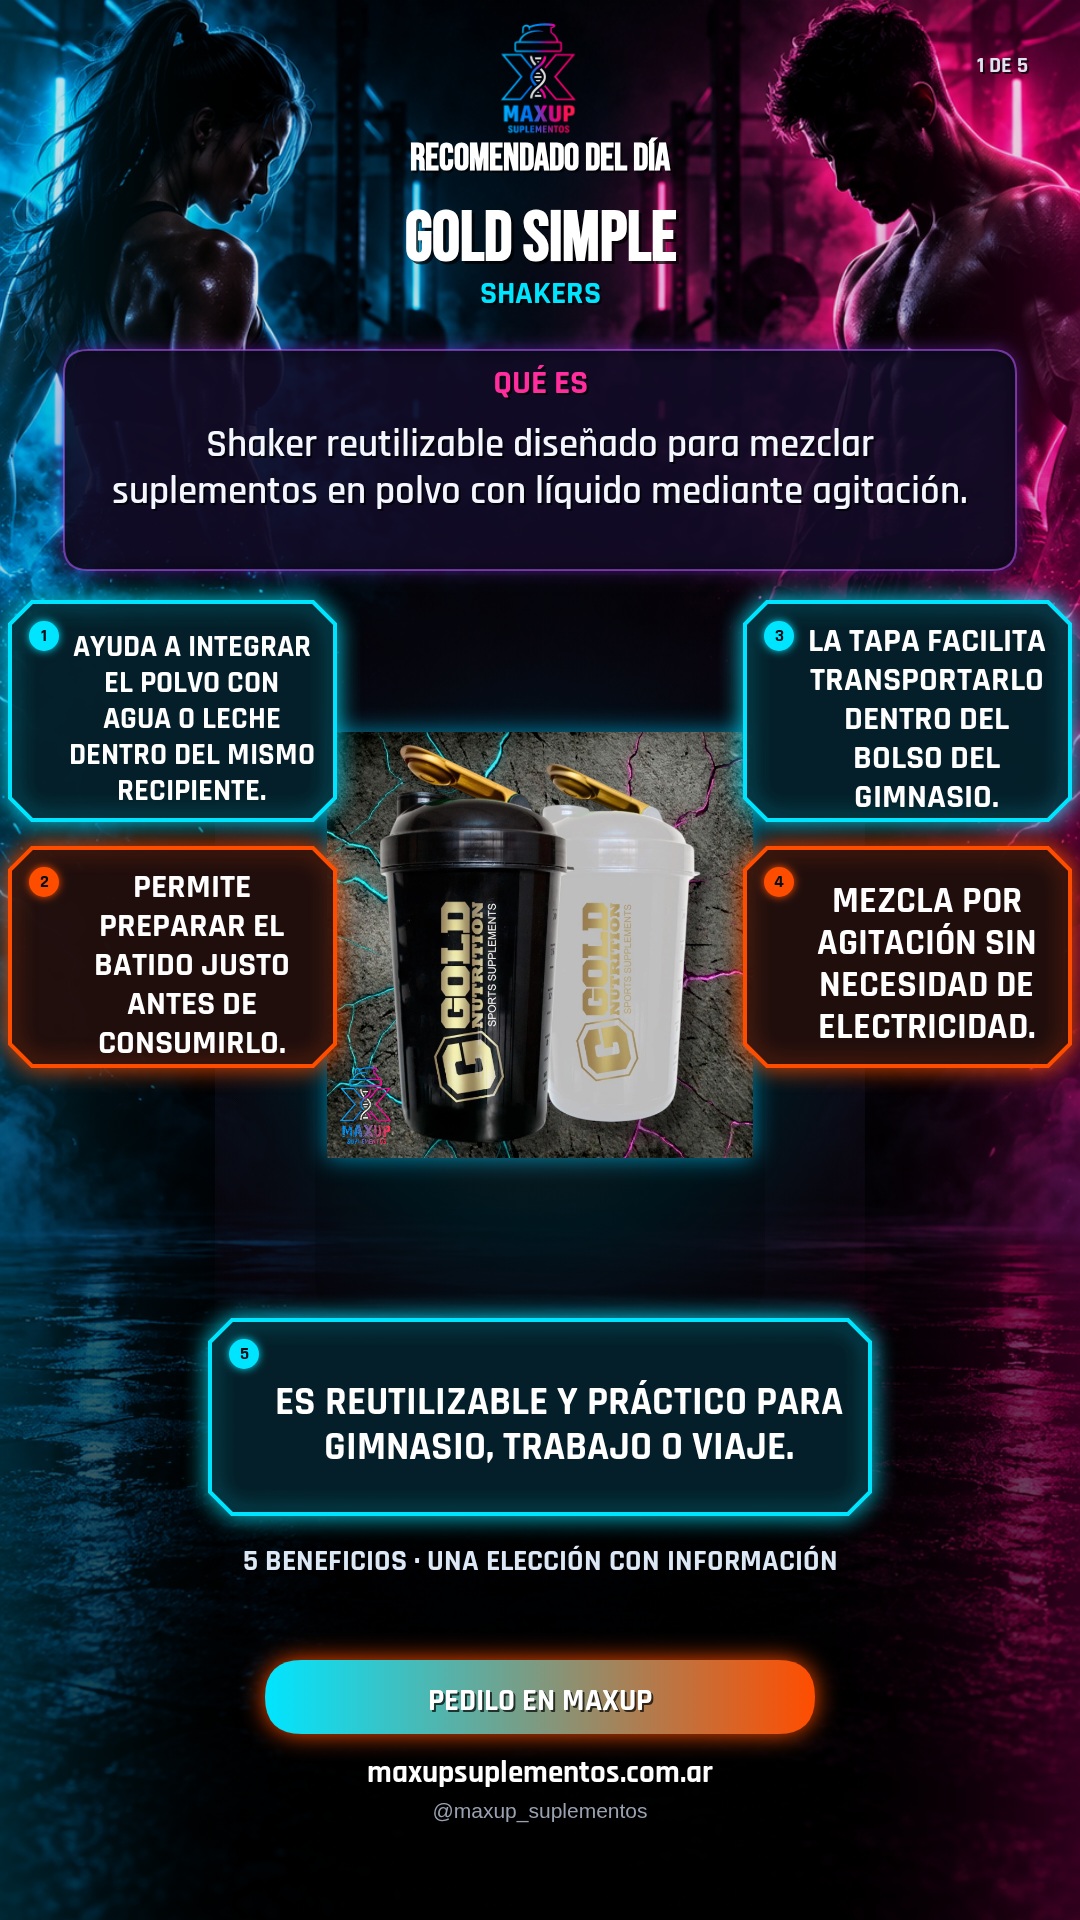 MAXUP
SUPLEMENTOS
1 DE 5
RECOMENDADO DEL DÍA
GOLD SIMPLE
SHAKERS
QUÉ ES
Shaker reutilizable diseñado para mezclar
suplementos en polvo con líquido mediante agitación.
1
AYUDA A INTEGRAR
EL POLVO CON
AGUA O LECHE
DENTRO DEL MISMO
RECIPIENTE.
2
PERMITE
PREPARAR EL
BATIDO JUSTO
ANTES DE
CONSUMIRLO.
3
LA TAPA FACILITA
TRANSPORTARLO
DENTRO DEL
BOLSO DEL
GIMNASIO.
4
MEZCLA POR
AGITACIÓN SIN
NECESIDAD DE
ELECTRICIDAD.
G GOLD
NUTRITION
SPORTS SUPPLEMENTS
G GOLD
NUTRITION
SPORTS SUPPLEMENTS
MAXUP
SUPLEMENTOS
5
ES REUTILIZABLE Y PRÁCTICO PARA
GIMNASIO, TRABAJO O VIAJE.
5 BENEFICIOS · UNA ELECCIÓN CON INFORMACIÓN
PEDILO EN MAXUP
maxupsuplementos.com.ar
@maxup_suplementos